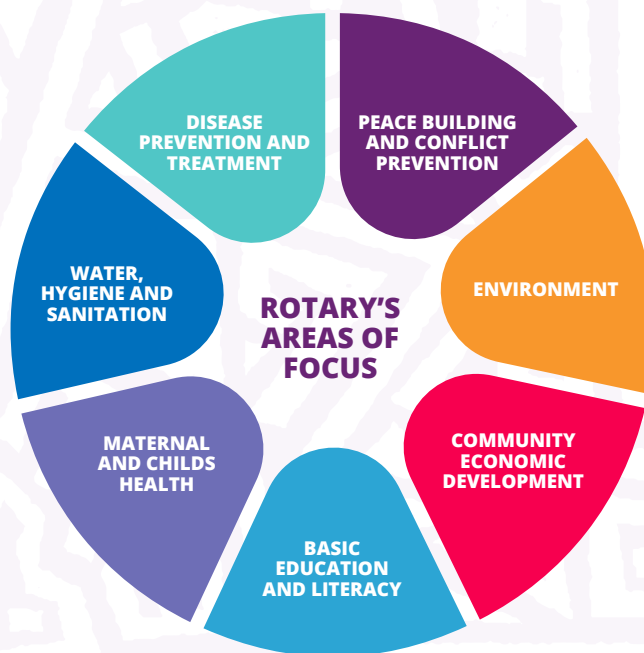 DISEASE
PREVENTION AND
TREATMENT
PEACE BUILDING
AND CONFLICT
PREVENTION
WATER,
HYGIENE AND
SANITATION
ENVIRONMENT
ROTARY'S
AREAS OF
FOCUS
MATERNAL
AND CHILDS
HEALTH
COMMUNITY
ECONOMIC
DEVELOPMENT
BASIC
EDUCATION
AND LITERACY